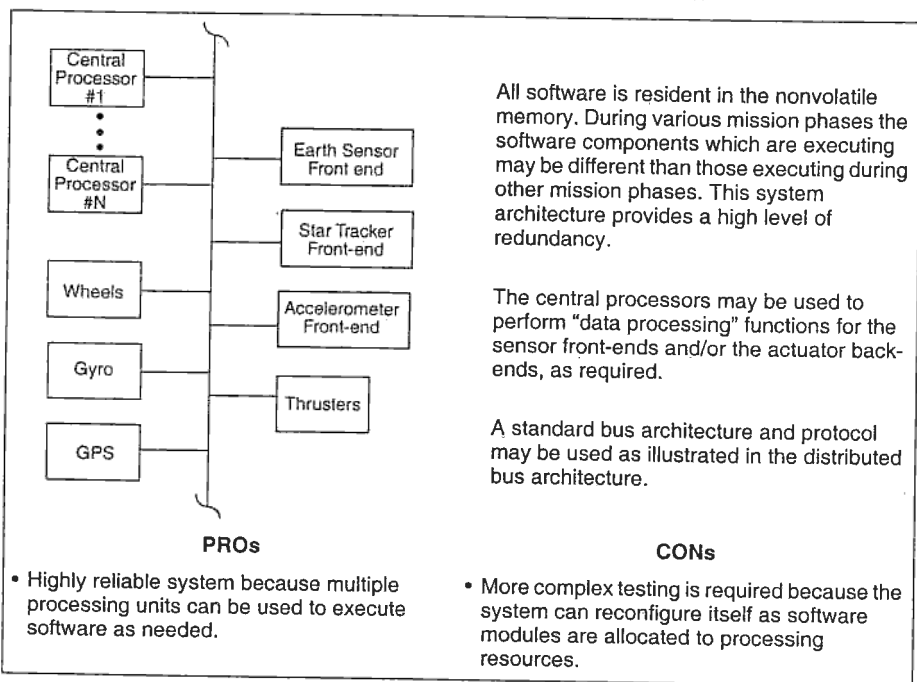 Central
Processor
#1
Central
Processor
#N
Wheels
Gyro
GPS
Earth Sensor
Front end
Star Tracker
Front-end
Accelerometer
Front-end
Thrusters
All software is resident in the nonvolatile
memory. During various mission phases the
software components which are executing
may be different than those executing during
other mission phases. This system
architecture provides a high level of
redundancy.
The central processors may be used to
perform “data processing” functions for the
sensor front-ends and/or the actuator back-
ends, as required.
A standard bus architecture and protocol
may be used as illustrated in the distributed
bus architecture.
PROs
• Highly reliable system because multiple
processing units can be used to execute
software as needed.
CONs
• More complex testing is required because the
system can reconfigure itself as software
modules are allocated to processing
resources.